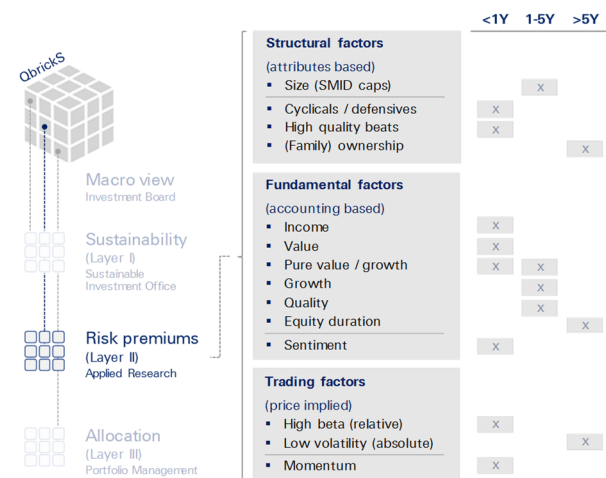 <1Y 1-5Y >5Y
QbrickS
Macro view
Investment Board
Sustainability
(Layer I)
Sustainable
Investment Office
Risk premiums
(Layer II)
Applied Research
Allocation
(Layer III)
Portfolio Management
Structural factors
(attributes based)
▪ Size (SMID caps) X
▪ Cyclicals / defensives X
▪ High quality beats X
▪ (Family) ownership X
Fundamental factors
(accounting based)
▪ Income X
▪ Value X
▪ Pure value / growth X X
▪ Growth X
▪ Quality X
▪ Equity duration X
▪ Sentiment X
Trading factors
(price implied)
▪ High beta (relative) X
▪ Low volatility (absolute) X
▪ Momentum X